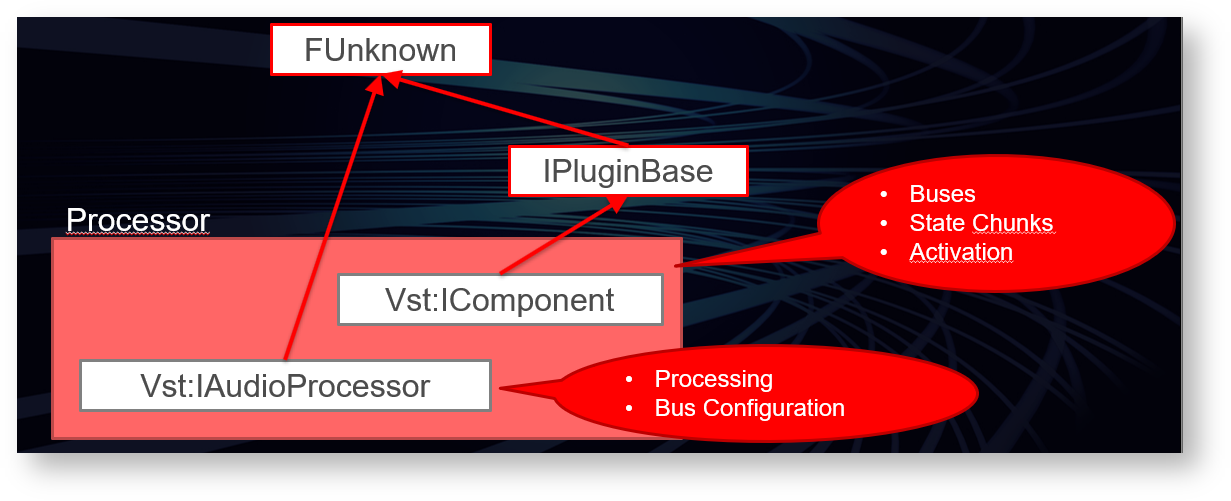 FUnknown
IPluginBase
• Buses
• State Chunks
• Activation
Processor
Vst:IComponent
Vst:IAudioProcessor
• Processing
• Bus Configuration